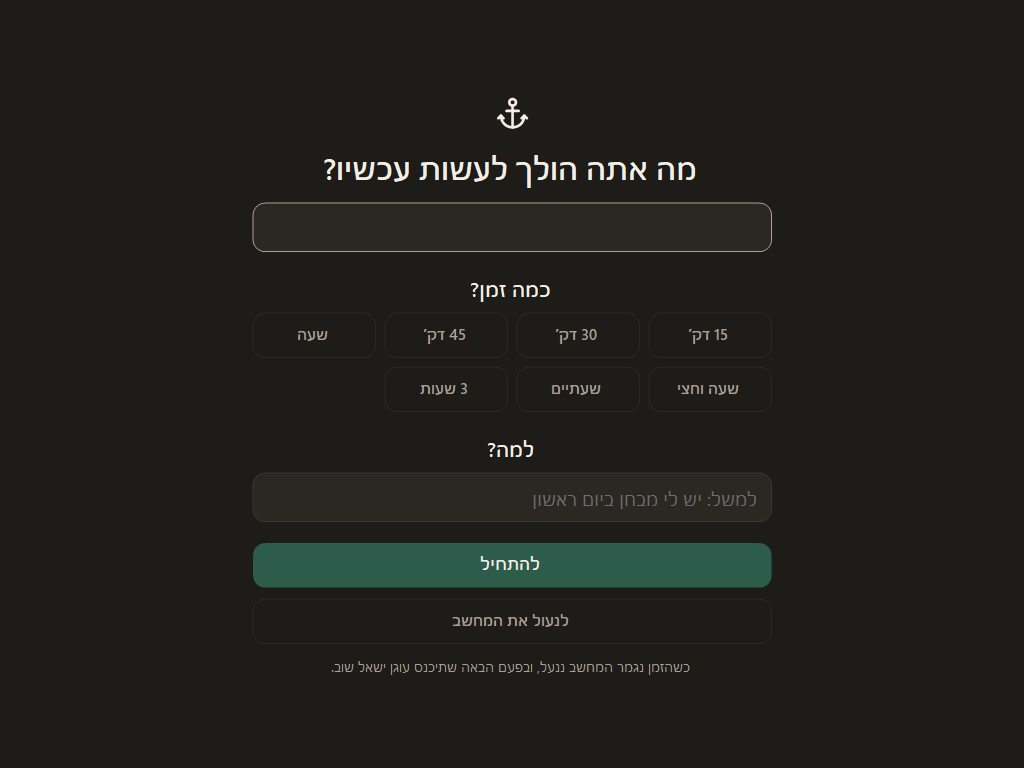 מה אתה הולך לעשות עכשיו?
כמה זמן?
15 דק׳
30 דק׳
45 דק׳
שעה
שעה וחצי
שעתיים
3 שעות
למה?
למשל: יש לי מבחן ביום ראשון
להתחיל
לנעול את המחשב
כשהזמן נגמר המחשב ננעל, ובפעם הבאה שתיכנס עוגן ישאל שוב.